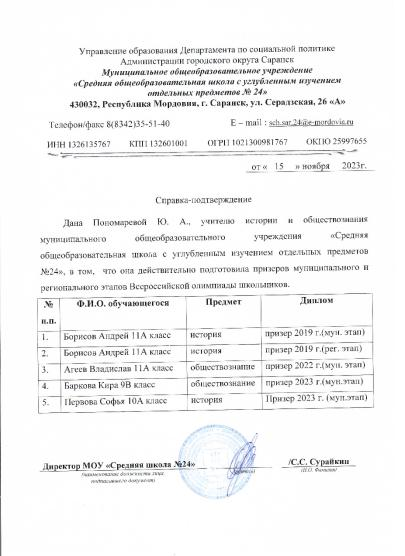 Управление образования Департамента по социальной политике
Администрации городского округа Саранск
Муниципальное общеобразовательное учреждение
«Средняя общеобразовательная школа с углубленным изучением
отдельных предметов № 24»
430032, Республика Мордовия, г. Саранск, ул. Серадзская, 26 «А»
Телефон/факс 8(8342)35-51-40 E – mail : sch.sar.24@e-mordovia.ru
ИНН 1326135767 КПП 132601001 ОГРН 1021300981767 ОКПО 25997655
от « 15 » ноября 2023г.
Справка-подтверждение
Дана Пономаревой Ю. А., учителю истории и обществознания
муниципального общеобразовательного учреждения «Средняя
общеобразовательная школа с углубленным изучением отдельных предметов
№24», в том, что она действительно подготовила призеров муниципального и
регионального этапов Всероссийской олимпиады школьников.
№ п.п. Ф.И.О. обучающегося Предмет Диплом
1. Борисов Андрей 11А класс история призер 2019 г.(мун. этап)
2. Борисов Андрей 11А класс история призер 2019 г.(рег. этап)
3. Агеев Владислав 11А класс обществознание призер 2022 г.(мун. этап)
4. Баркова Кира 9В класс обществознание призер 2023 г.(мун.этап)
5. Первова Софья 10А класс история Призер 2023 г. (мун.этап)
Директор МОУ «Средняя школа №24» /С.С. Сурайкин
(наименование должности лица (подпись) (И.О. Фамилия)
подписавшего документ)